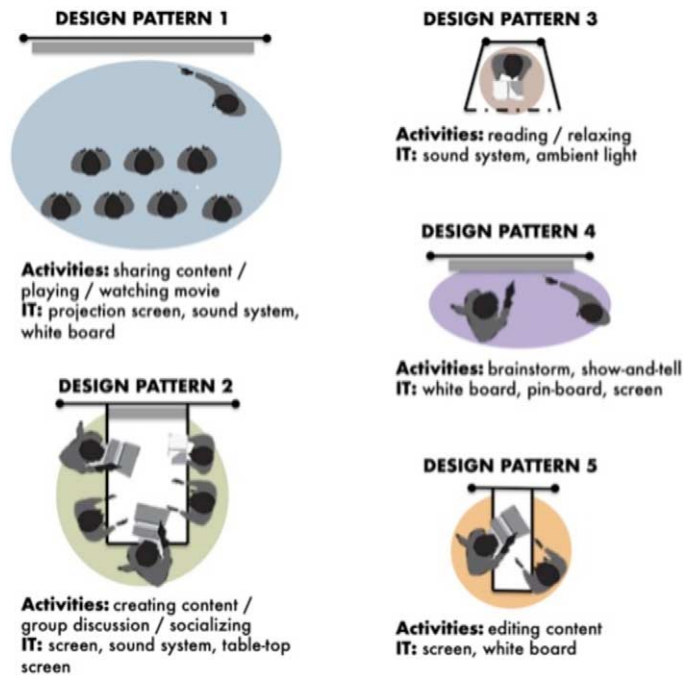 DESIGN PATTERN 1
Activities: sharing content /
playing / watching movie
IT: projection screen, sound system,
white board
DESIGN PATTERN 2
Activities: creating content /
group discussion / socializing
IT: screen, sound system, table-top
screen
DESIGN PATTERN 3
Activities: reading / relaxing
IT: sound system, ambient light
DESIGN PATTERN 4
Activities: brainstorm, show-and-tell
IT: white board, pin-board, screen
DESIGN PATTERN 5
Activities: editing content
IT: screen, white board